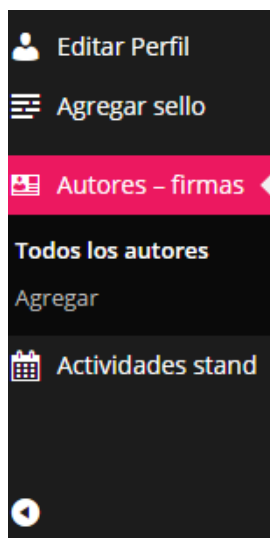 Editar Perfil
Agregar sello
Autores – firmas
Todos los autores
Agregar
Actividades stand